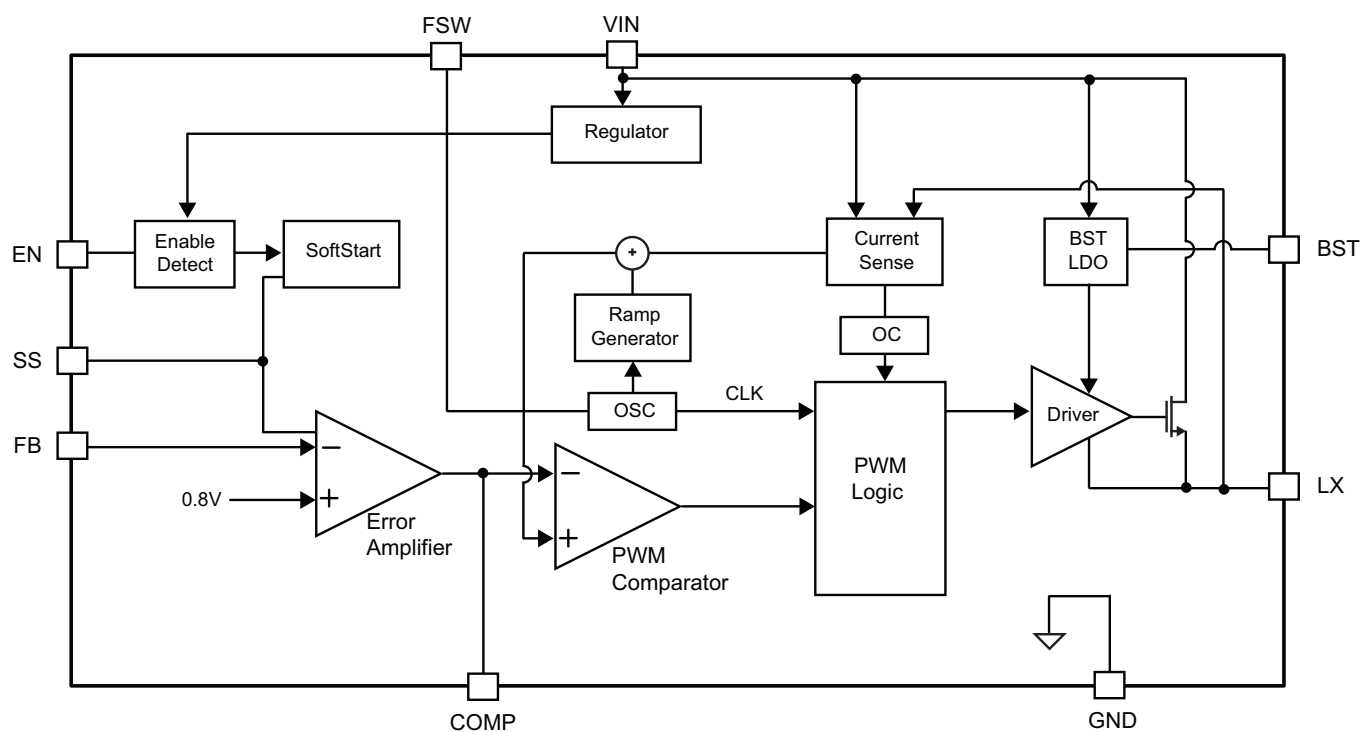 FSW
VIN
Regulator
EN
Enable
Detect
SoftStart
+
Current
Sense
BST
LDO
BST
Ramp
Generator
OC
SS
OSC
CLK
Driver
FB
−
0.8V
+
Error
Amplifier
−
+
PWM
Comparator
PWM
Logic
LX
COMP
GND